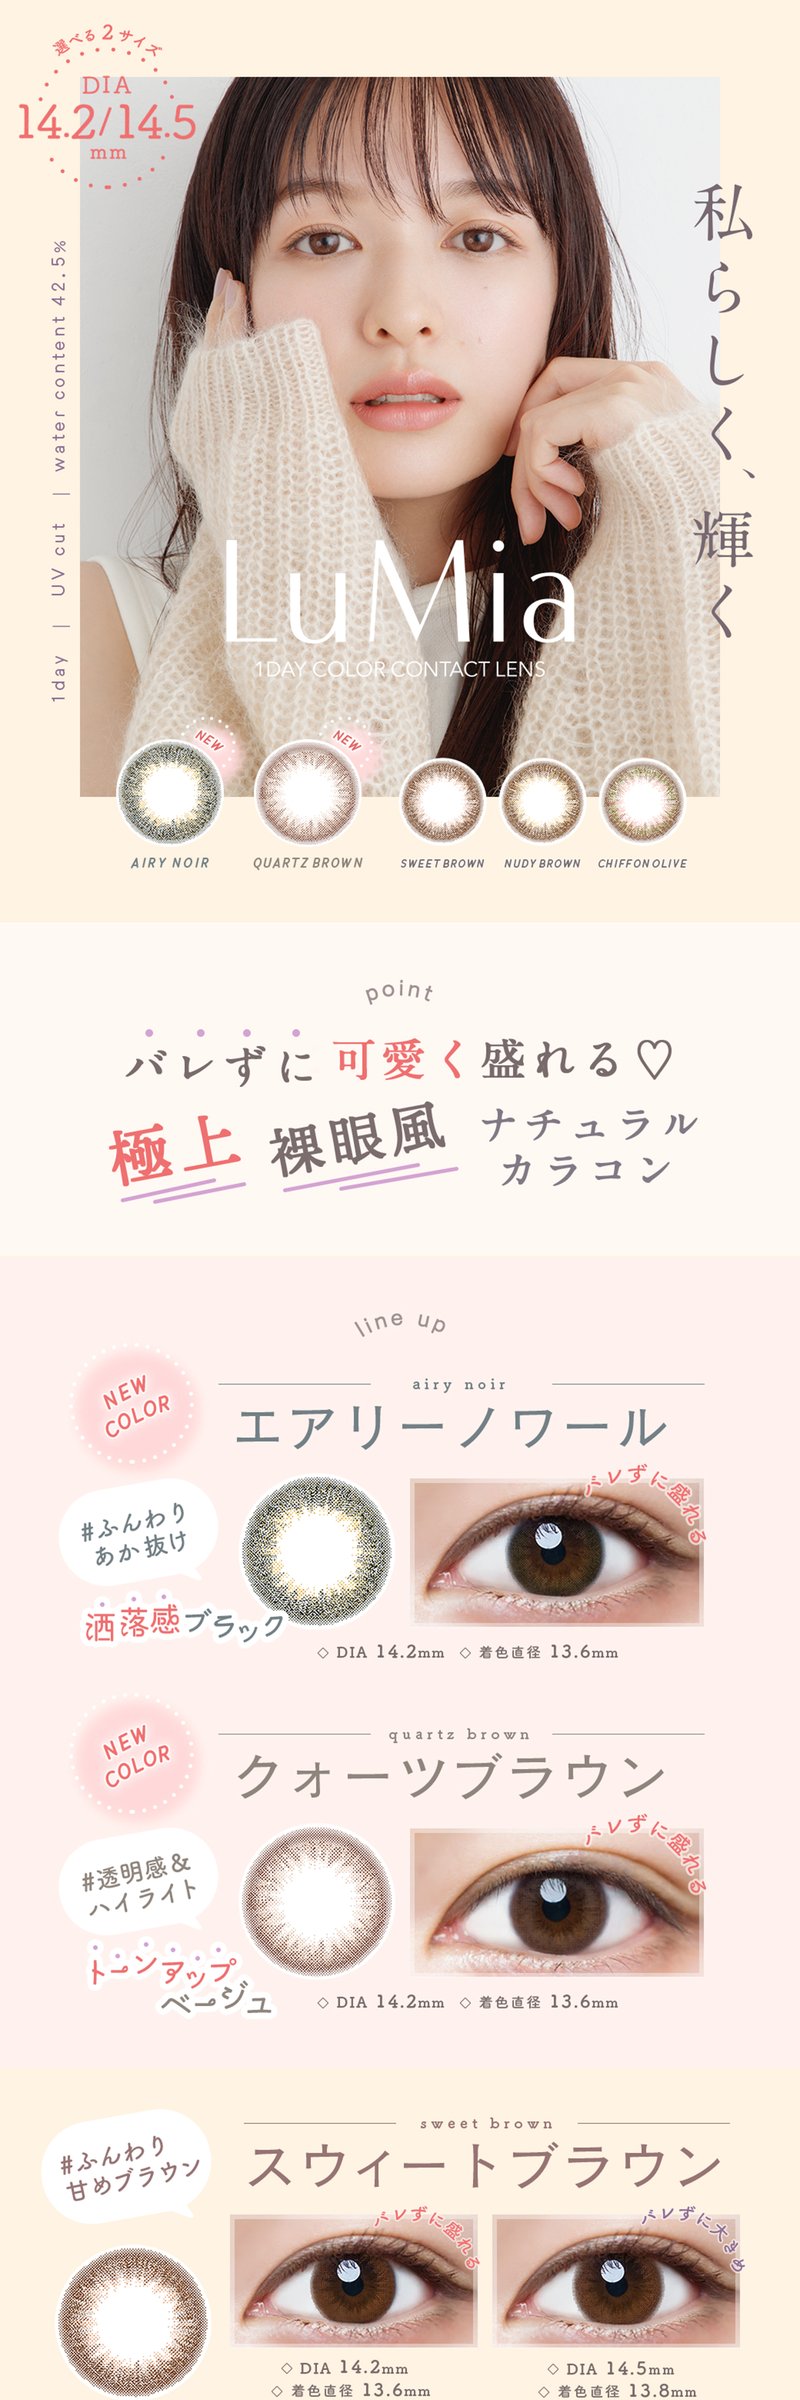 選べる2サイズ
DIA
14.2/14.5
mm
1day | UV cut | water content 42.5%
私らしく、輝く
LuMia
1DAY COLOR CONTACT LENS
NEW
NEW
AIRY NOIR
QUARTZ BROWN
SWEET BROWN
NUDY BROWN
CHIFFON OLIVE
point
バレずに可愛く盛れる♡
極上裸眼風
ナチュラル
カラコン
line up
NEW
COLOR
airy noir
エアリーノワール
#ふんわり
あか抜け
洒落感ブラック
バレずに盛れる
◇ DIA 14.2mm ◇ 着色直径 13.6mm
NEW
COLOR
quartz brown
クォーツブラウン
#透明感&
ハイライト
トーンアップ
ベージュ
バレずに盛れる
◇ DIA 14.2mm ◇ 着色直径 13.6mm
#ふんわり
甘めブラウン
sweet brown
スウィートブラウン
バレずに盛れる
バレずに大きめ
◇ DIA 14.2mm
◇ 着色直径 13.6mm
◇ DIA 14.5mm
◇ 着色直径 13.8mm